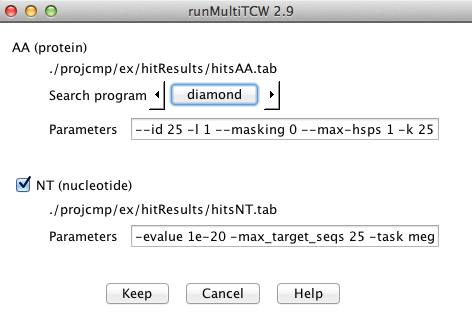 runMultiTCW 2.9
AA (protein)
./projcmp/ex/hitResults/hitsAA.tab
Search program diamond
Parameters --id 25 -l 1 --masking 0 --max-hsps 1 -k 25
NT (nucleotide)
./projcmp/ex/hitResults/hitsNT.tab
Parameters -evalue 1e-20 -max_target_seqs 25 -task meg
Keep Cancel Help